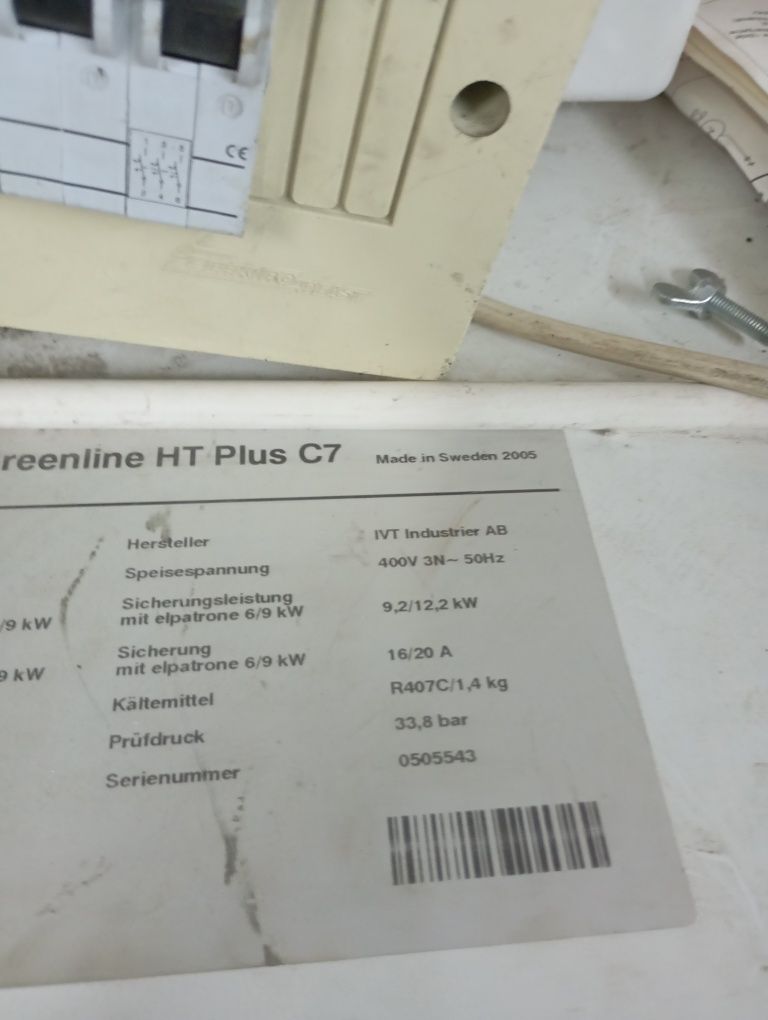 CE
reenline HT Plus C7 Made in Sweden 2005
Hersteller IVT Industrier AB
Speisespannung 400V 3N~ 50Hz
Sicherungsleistung
/9 kW mit elpatrone 6/9 kW 9,2/12,2 kW
Sicherung
9 kW mit elpatrone 6/9 kW 16/20 A
Kältemittel R407C/1,4 kg
Prüfdruck 33,8 bar
Serienummer 0505543